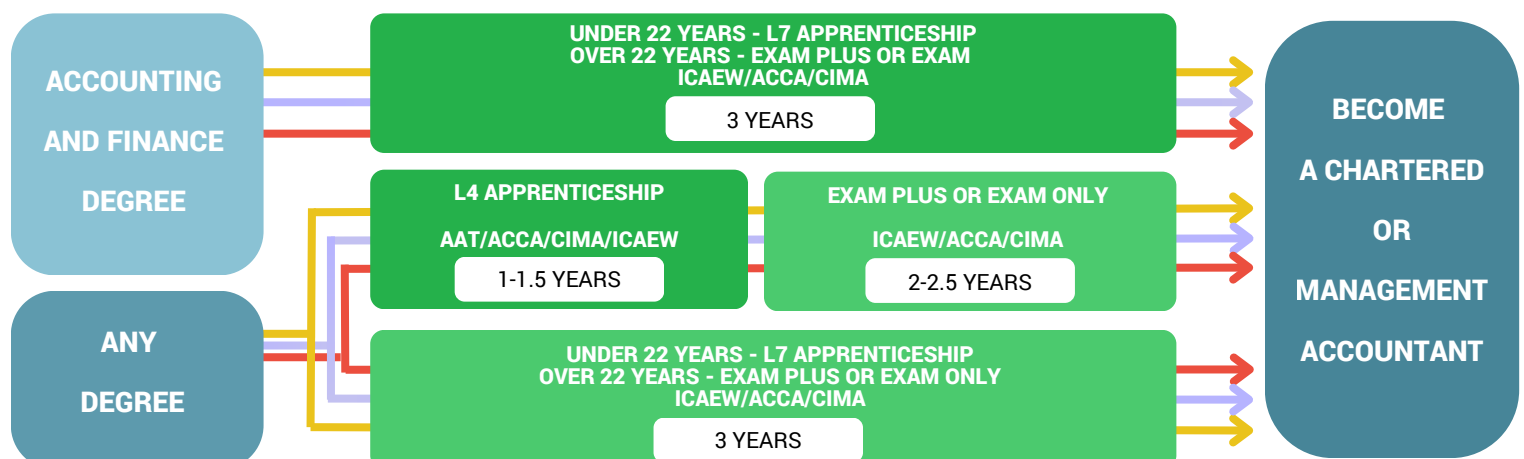 ACCOUNTING
AND FINANCE
DEGREE
UNDER 22 YEARS - L7 APPRENTICESHIP
OVER 22 YEARS - EXAM PLUS OR EXAM
ICAEW/ACCA/CIMA
3 YEARS
L4 APPRENTICESHIP
AAT/ACCA/CIMA/ICAEW
1-1.5 YEARS
EXAM PLUS OR EXAM ONLY
ICAEW/ACCA/CIMA
2-2.5 YEARS
ANY
DEGREE
UNDER 22 YEARS - L7 APPRENTICESHIP
OVER 22 YEARS - EXAM PLUS OR EXAM ONLY
ICAEW/ACCA/CIMA
3 YEARS
BECOME
A CHARTERED
OR
MANAGEMENT
ACCOUNTANT